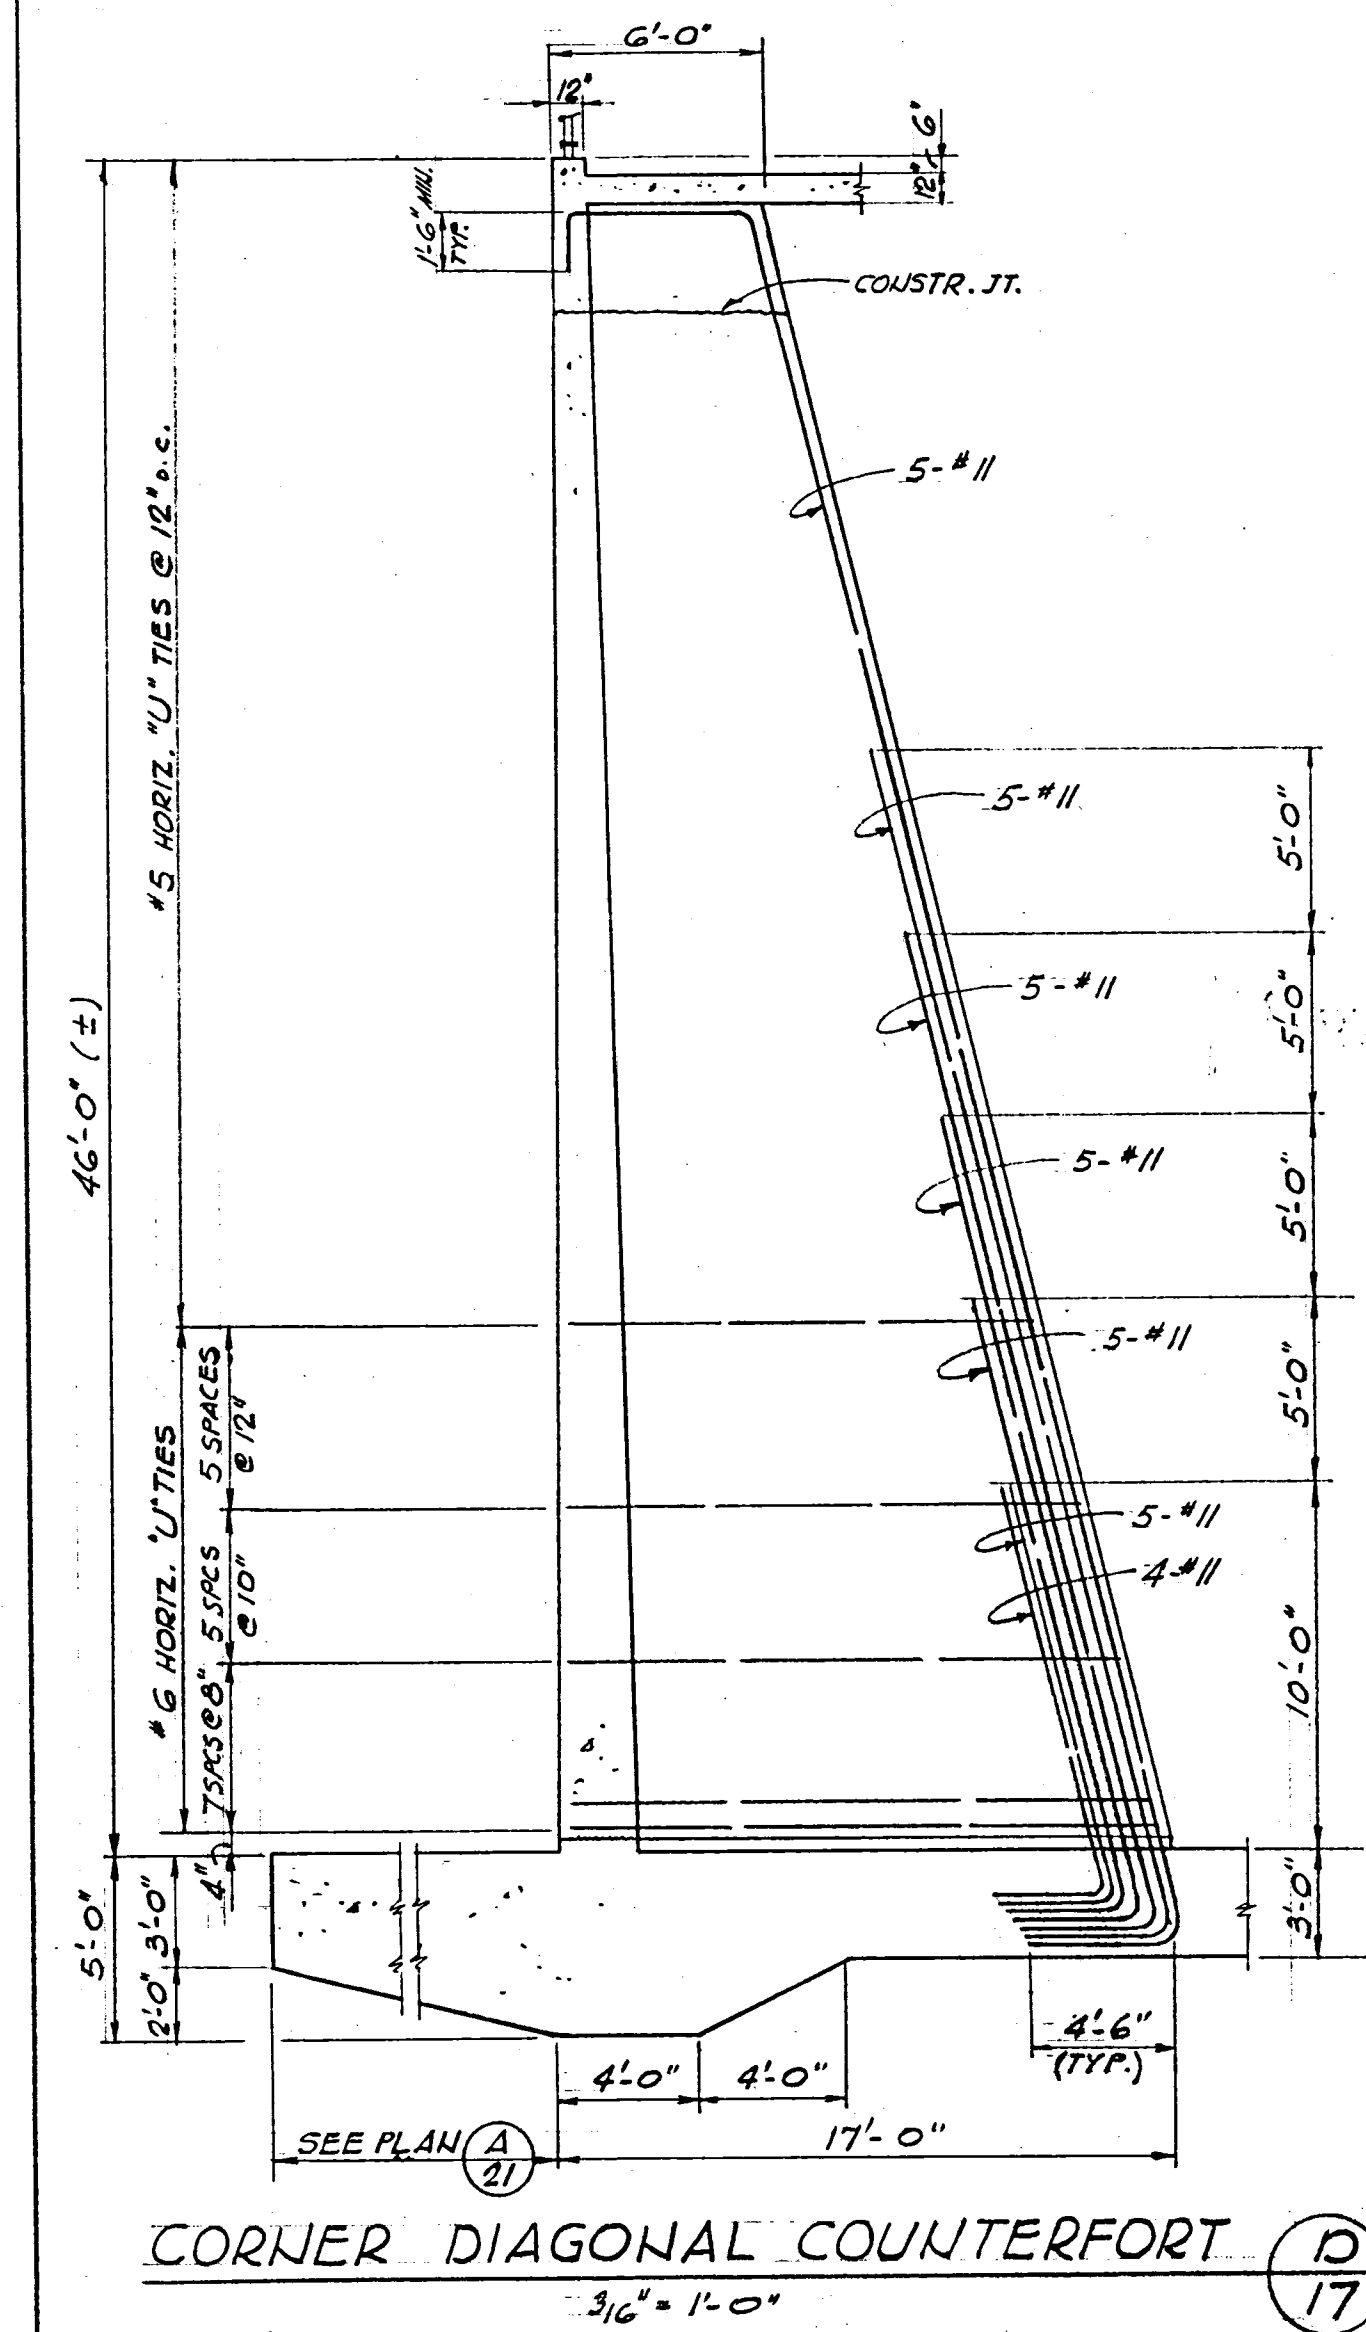 6'-0"
12"
6"
12"
1'-6" MIN.
TYP.
CONSTR. JT.
5-#11
#5 HORIZ. "U" TIES @ 12" o.c.
46'-0" (±)
5-#11
5'-0"
5-#11
5'-0"
5-#11
5'-0"
5-#11
5'-0"
#6 HORIZ. "U" TIES
5 SPACES
@ 12"
5 SPCS
@ 10"
7 SPCS @ 8"
4"
5-#11
4-#11
10'-0"
5'-0"
3'-0"
2'-0"
3'-0"
4'-6"
(TYP.)
4'-0"
4'-0"
SEE PLAN A
21
17'-0"
CORNER DIAGONAL COUNTERFORT D
17
3/16" = 1'-0"